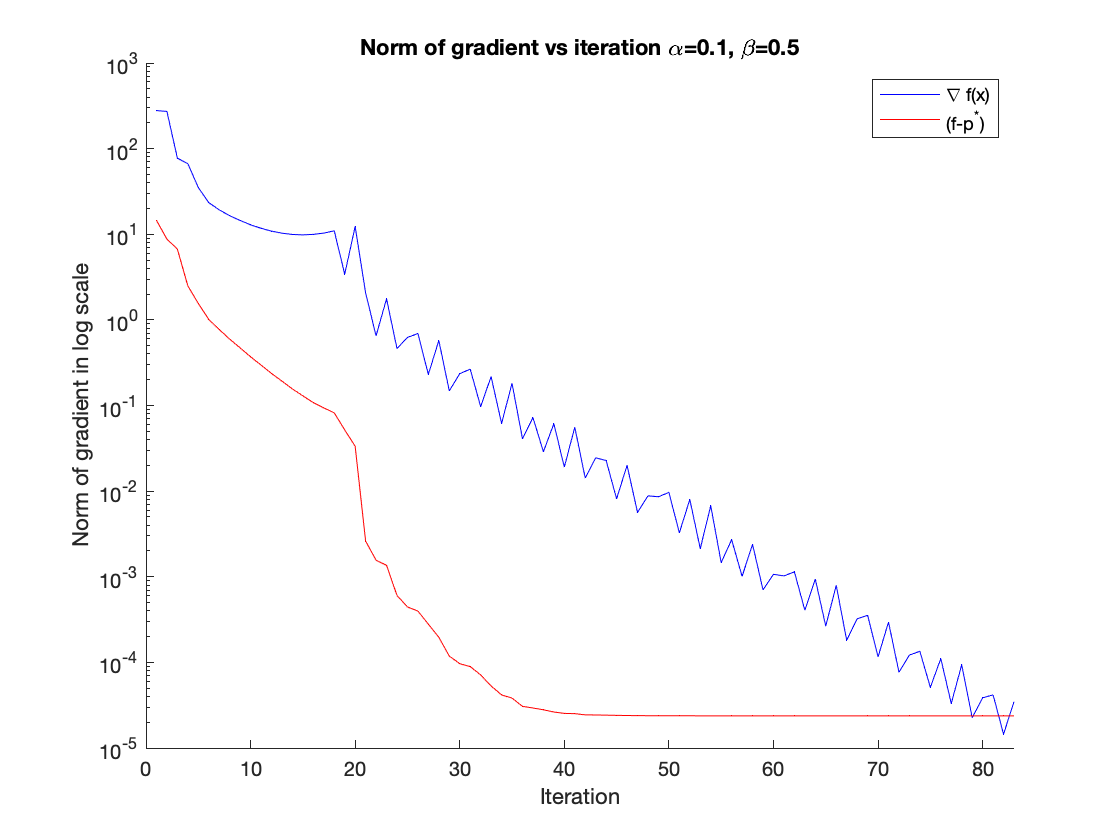 Norm of gradient vs iteration α=0.1, β=0.5
∇ f(x)
(f-p*)
Norm of gradient in log scale
10^3
10^2
10^1
10^0
10^-1
10^-2
10^-3
10^-4
10^-5
0 10 20 30 40 50 60 70 80
Iteration